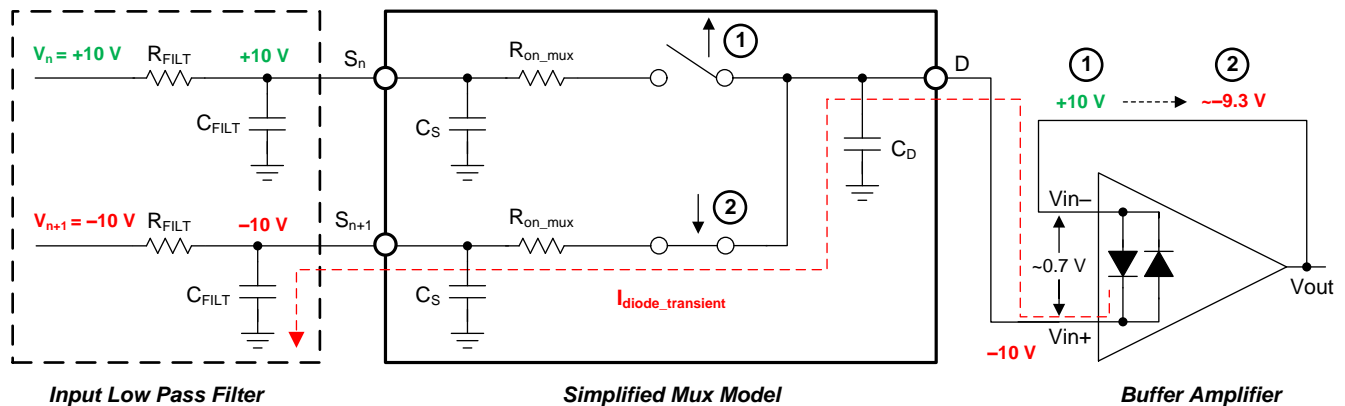 Vn = +10 V
RFILT
+10 V
Sn
Ron_mux
1
D
1
2
+10 V
~–9.3 V
CFILT
CS
CD
Vn+1 = –10 V
RFILT
–10 V
Sn+1
Ron_mux
2
Vin–
~0.7 V
Vin+
–10 V
Vout
CFILT
CS
Idiode_transient
Input Low Pass Filter
Simplified Mux Model
Buffer Amplifier